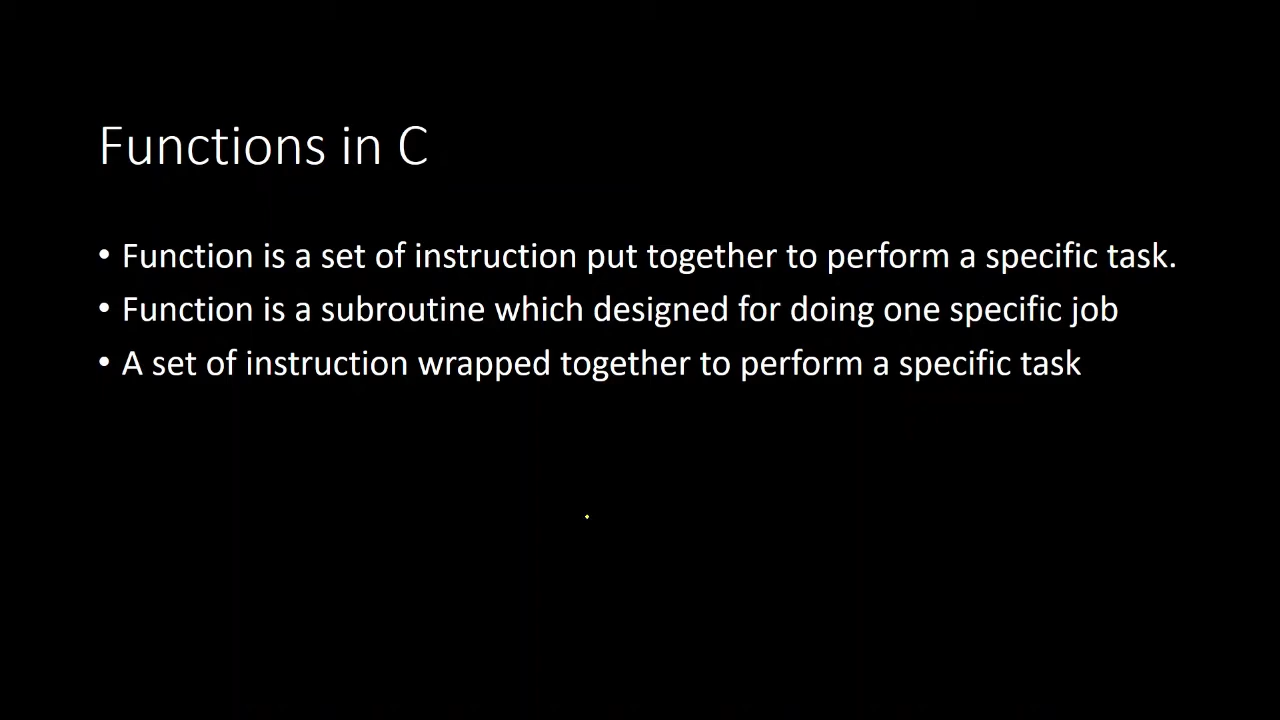 Functions in C
• Function is a set of instruction put together to perform a specific task.
• Function is a subroutine which designed for doing one specific job
• A set of instruction wrapped together to perform a specific task